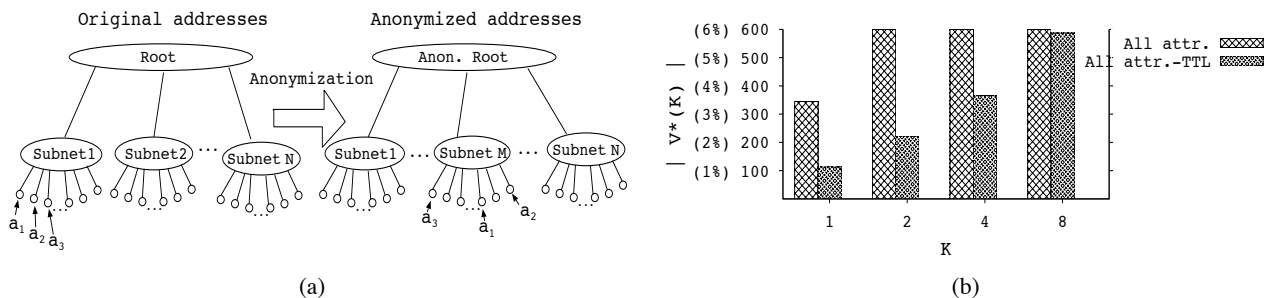 Original addresses
Anonymized addresses
Root
Anon. Root
Anonymization
Subnet1
Subnet2
...
Subnet N
Subnet1
...
Subnet M
...
Subnet N
...
...
...
...
...
...
a1
a2
a3
a3
a1
a2
(a)
| V*(K) |
(6%) 600
(5%) 500
(4%) 400
(3%) 300
(2%) 200
(1%) 100
All attr.
All attr.-TTL
1 2 4 8
K
(b)